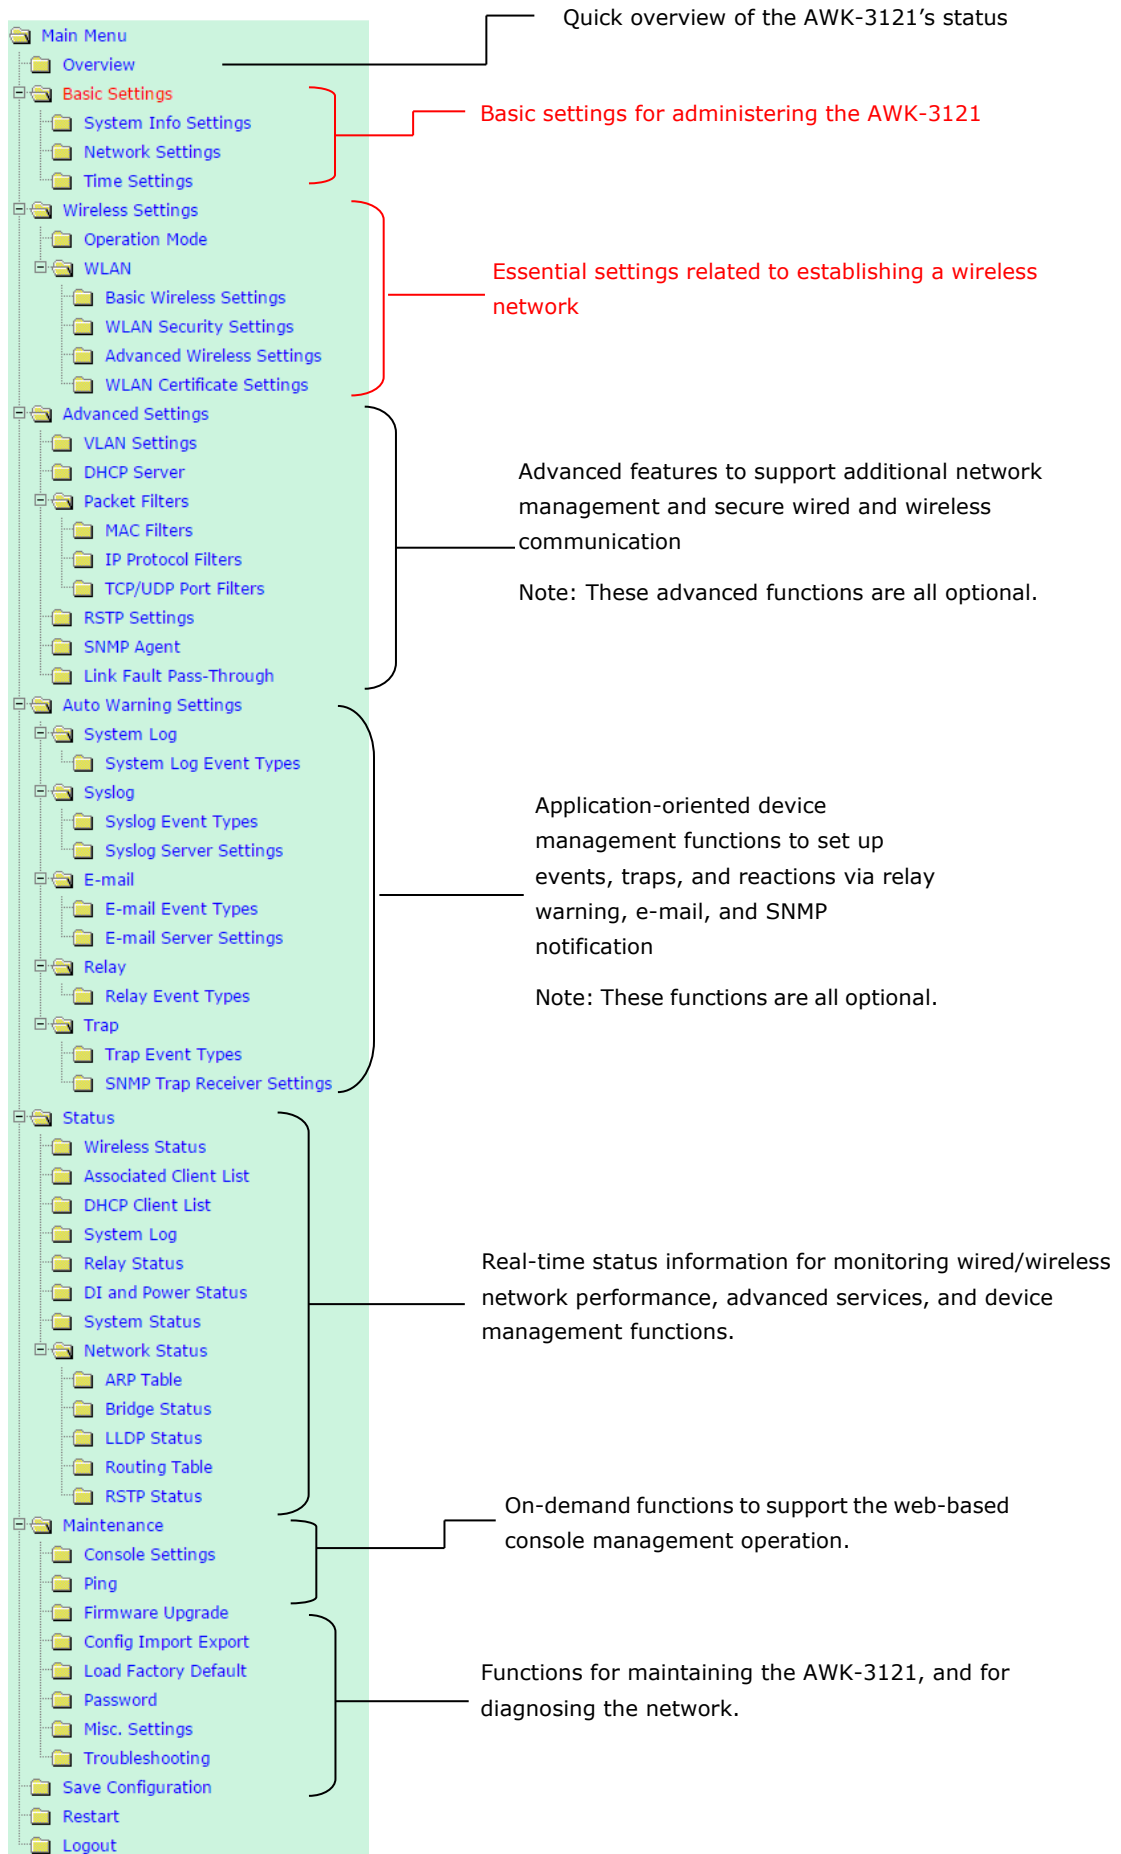 Quick overview of the AWK-3121’s status
Main Menu
Overview
Basic Settings
System Info Settings
Network Settings
Time Settings
Basic settings for administering the AWK-3121
Wireless Settings
Operation Mode
WLAN
Basic Wireless Settings
WLAN Security Settings
Advanced Wireless Settings
WLAN Certificate Settings
Essential settings related to establishing a wireless
network
Advanced Settings
VLAN Settings
DHCP Server
Packet Filters
MAC Filters
IP Protocol Filters
TCP/UDP Port Filters
RSTP Settings
SNMP Agent
Link Fault Pass-Through
Advanced features to support additional network
management and secure wired and wireless
communication
Note: These advanced functions are all optional.
Auto Warning Settings
System Log
System Log Event Types
Syslog
Syslog Event Types
Syslog Server Settings
E-mail
E-mail Event Types
E-mail Server Settings
Relay
Relay Event Types
Trap
Trap Event Types
SNMP Trap Receiver Settings
Application-oriented device
management functions to set up
events, traps, and reactions via relay
warning, e-mail, and SNMP
notification
Note: These functions are all optional.
Status
Wireless Status
Associated Client List
DHCP Client List
System Log
Relay Status
DI and Power Status
System Status
Network Status
ARP Table
Bridge Status
LLDP Status
Routing Table
RSTP Status
Real-time status information for monitoring wired/wireless
network performance, advanced services, and device
management functions.
Maintenance
Console Settings
Ping
On-demand functions to support the web-based
console management operation.
Firmware Upgrade
Config Import Export
Load Factory Default
Password
Misc. Settings
Troubleshooting
Save Configuration
Functions for maintaining the AWK-3121, and for
diagnosing the network.
Restart
Logout